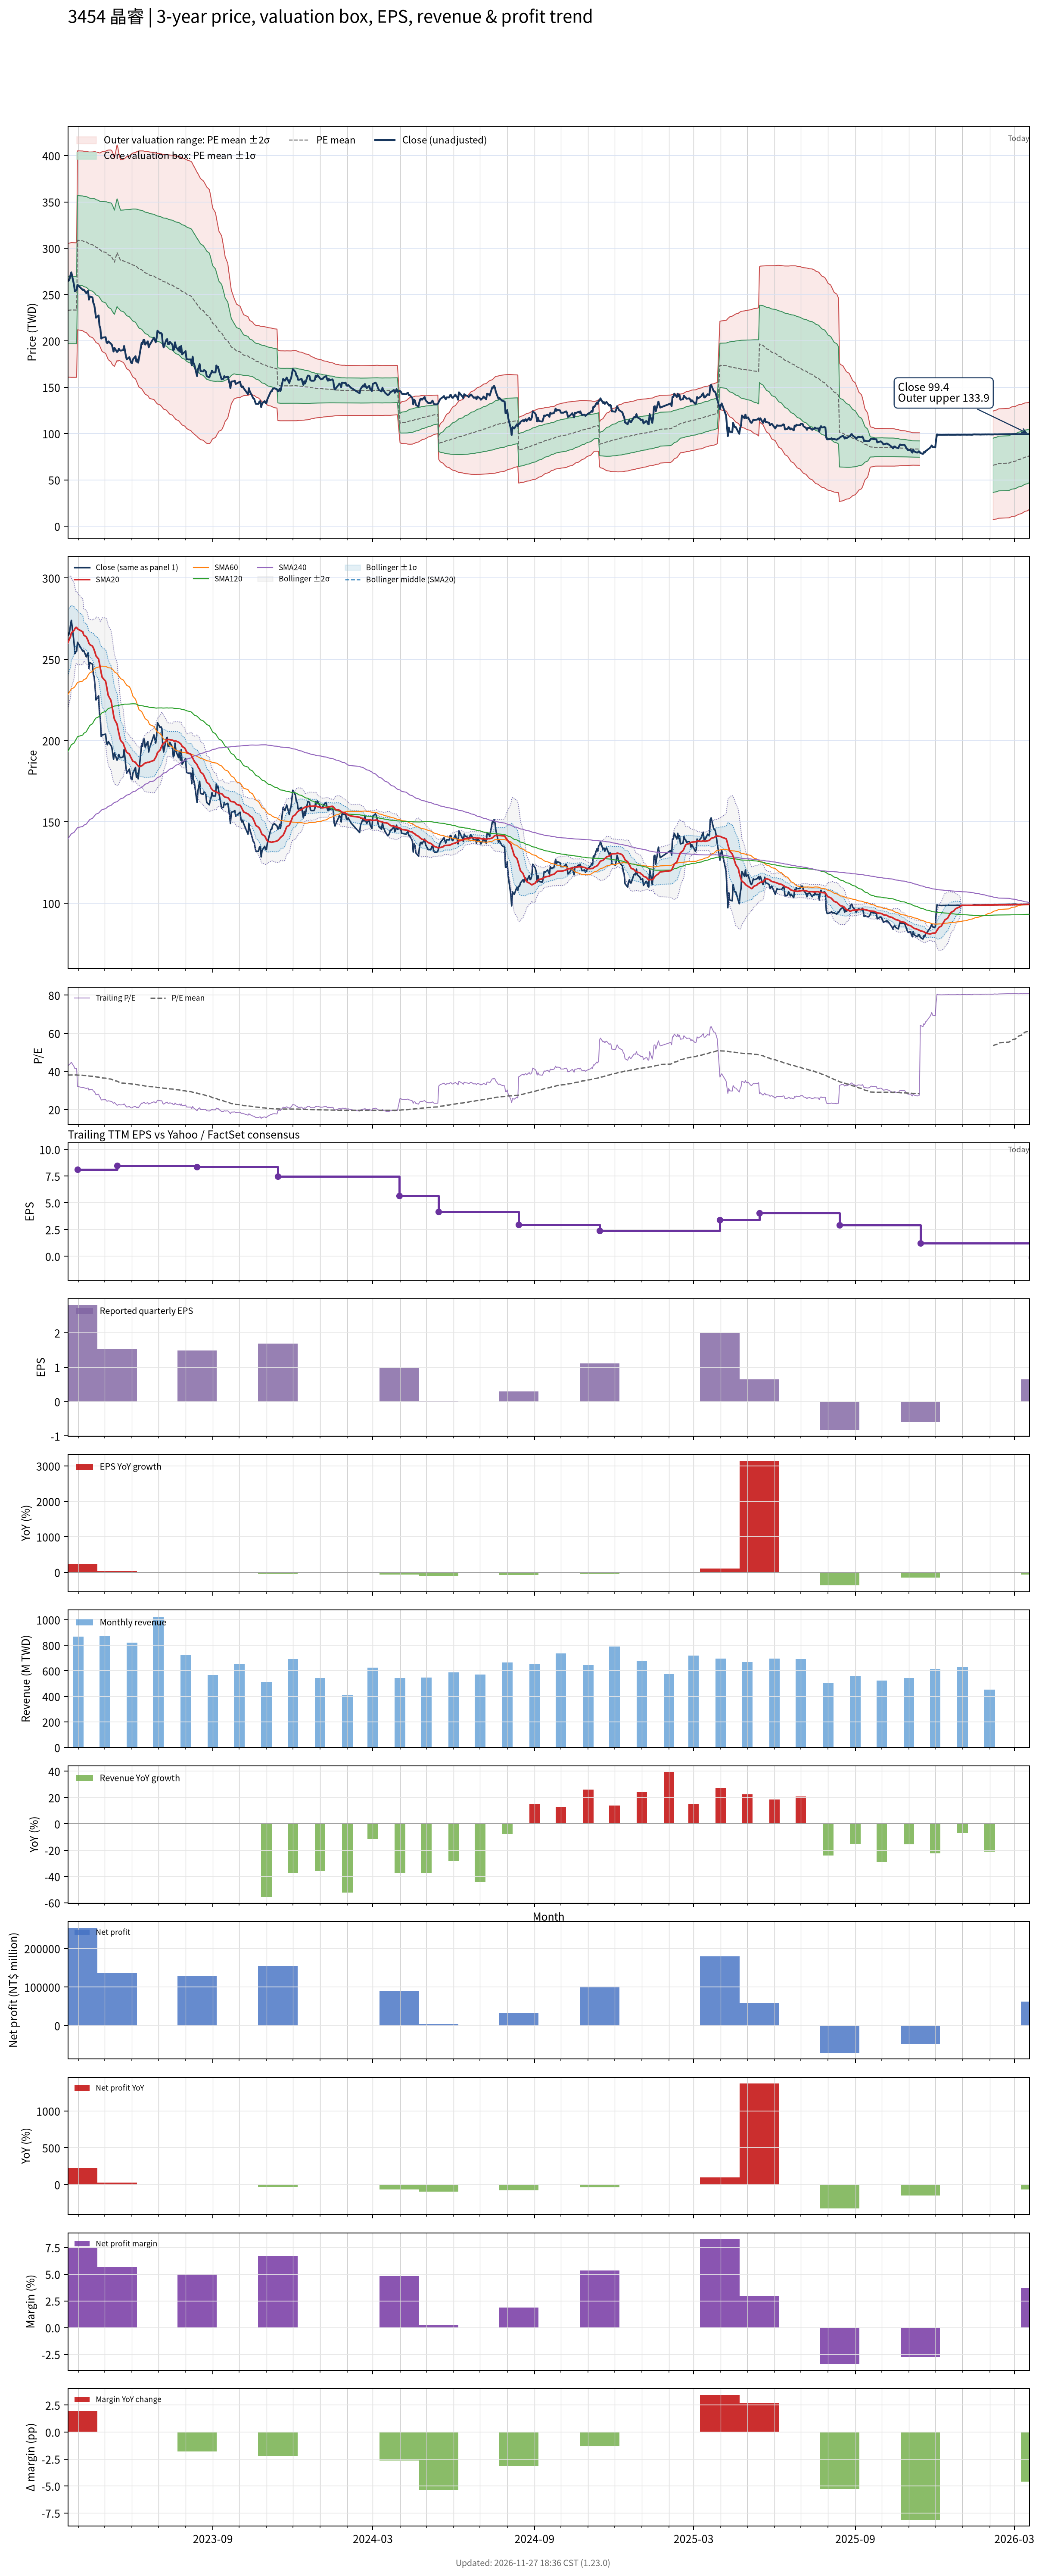 3454 晶睿 | 3-year price, valuation box, EPS, revenue & profit trend
Outer valuation range: PE mean ±2σ
PE mean
Close (unadjusted)
Core valuation box: PE mean ±1σ
Today
400
350
300
250
200
150
100
50
0
Price (TWD)
Close 99.4
Outer upper 133.9
Close (same as panel 1)
SMA20
SMA60
SMA120
SMA240
Bollinger ±2σ
Bollinger ±1σ
Bollinger middle (SMA20)
300
250
200
150
100
Price
Trailing P/E
P/E mean
80
60
40
20
P/E
Trailing TTM EPS vs Yahoo / FactSet consensus
Today
10.0
7.5
5.0
2.5
0.0
EPS
Reported quarterly EPS
2
1
0
-1
EPS
EPS YoY growth
3000
2000
1000
0
YoY (%)
Monthly revenue
1000
800
600
400
200
0
Revenue (M TWD)
Revenue YoY growth
40
20
0
-20
-40
-60
YoY (%)
Month
Net profit
200000
100000
0
Net profit (NT$ million)
Net profit YoY
1000
500
0
YoY (%)
Net profit margin
7.5
5.0
2.5
0.0
-2.5
Margin (%)
Margin YoY change
2.5
0.0
-2.5
-5.0
-7.5
Δ margin (pp)
2023-09
2024-03
2024-09
2025-03
2025-09
2026-03
Updated: 2026-11-27 18:36 CST (1.23.0)